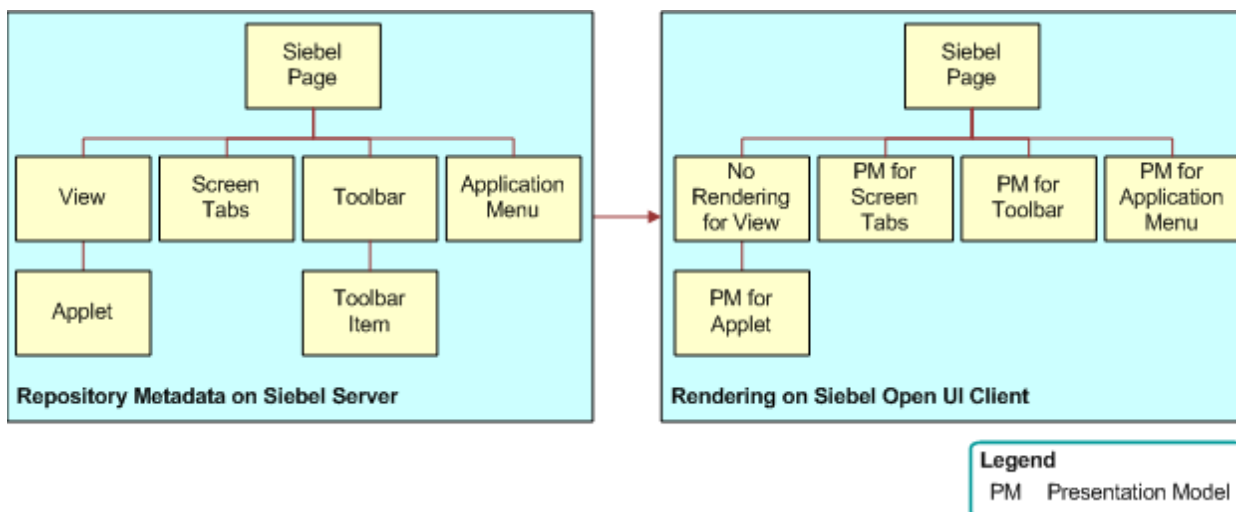 Siebel
Page
View
Screen
Tabs
Toolbar
Application
Menu
Applet
Toolbar
Item
Repository Metadata on Siebel Server
Siebel
Page
No
Rendering
for View
PM for
Screen
Tabs
PM for
Toolbar
PM for
Application
Menu
PM for
Applet
Rendering on Siebel Open UI Client
Legend
PM Presentation Model